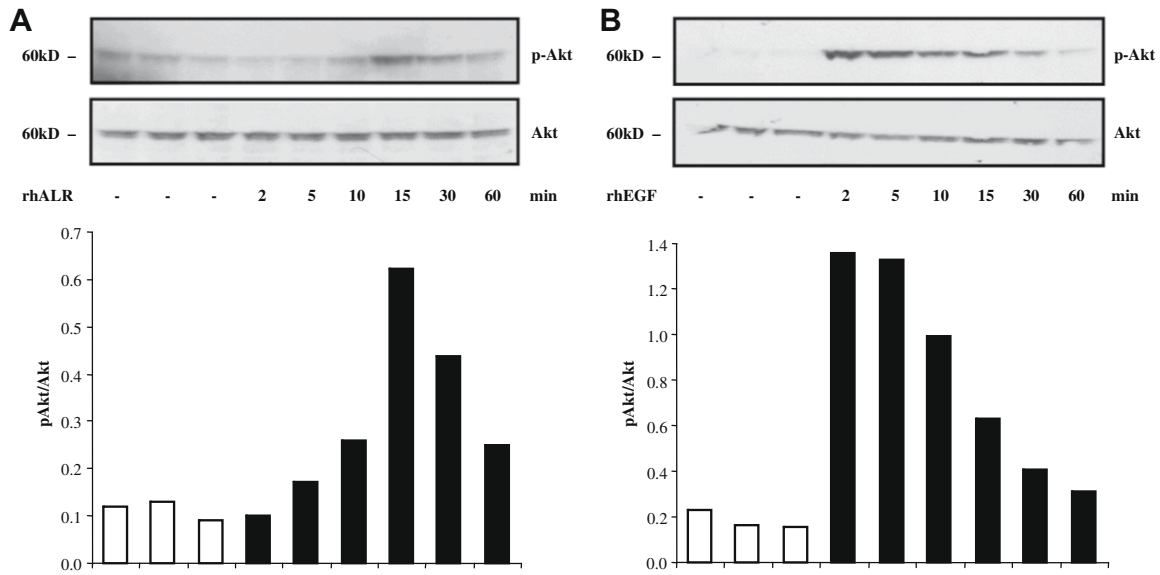 A
60kD – p-Akt
60kD – Akt
rhALR - - - 2 5 10 15 30 60 min
0.7
0.6
0.5
0.4
0.3
0.2
0.1
0.0
pAkt/Akt
B
60kD – p-Akt
60kD – Akt
rhEGF - - - 2 5 10 15 30 60 min
1.4
1.2
1.0
0.8
0.6
0.4
0.2
0.0
pAkt/Akt